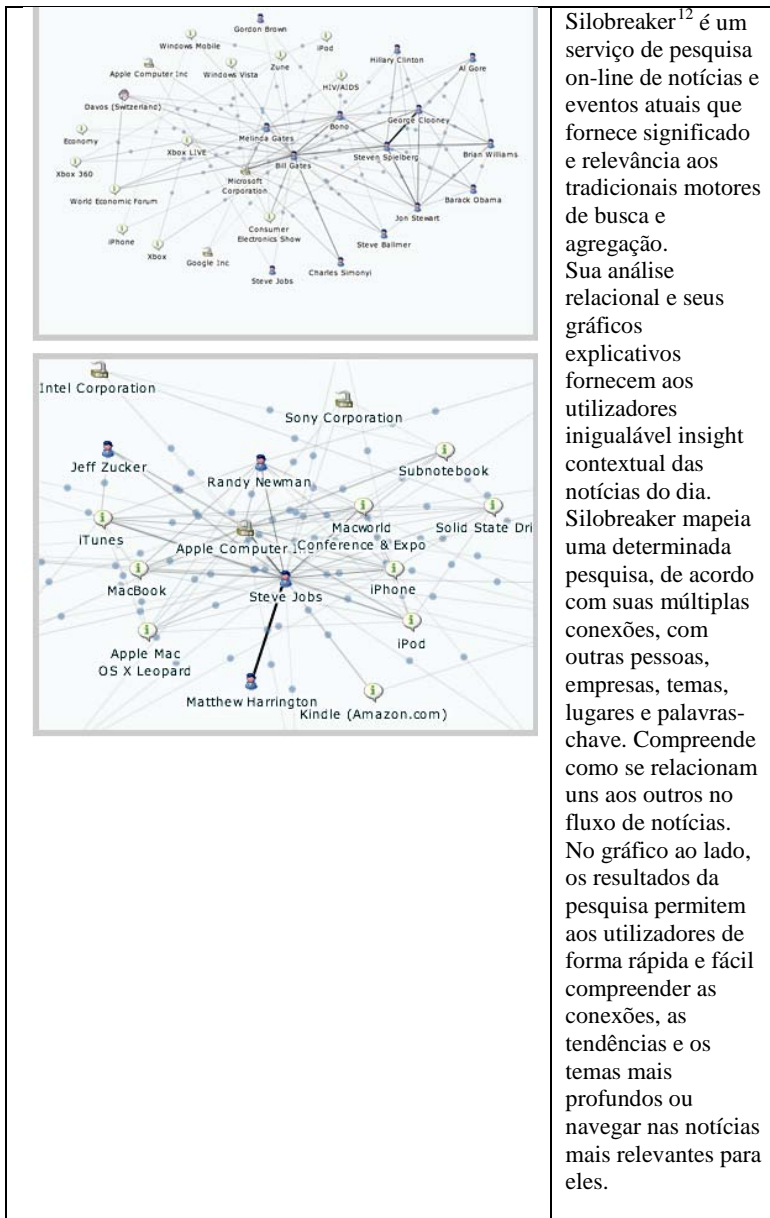 Gordon Brown
Windows Mobile
iPod
Hillary Clinton
Zune
Apple Computer Inc
Windows Vista
Al Gore
HIV/AIDS
Davos (Switzerland)
George Clooney
Bono
Economy
Melinda Gates
Xbox LIVE
Steven Spielberg
Brian Williams
Bill Gates
Xbox 360
Microsoft
Corporation
World Economic Forum
Barack Obama
Jon Stewart
Consumer
Electronics Show
iPhone
Steve Ballmer
Xbox
Google Inc
Charles Simonyi
Steve Jobs
Intel Corporation
Sony Corporation
Jeff Zucker
Randy Newman
Subnotebook
iTunes
Macworld
Conference & Expo
Solid State Dri
Apple Computer
MacBook
Steve Jobs
iPhone
iPod
Apple Mac
OS X Leopard
Matthew Harrington
Kindle (Amazon.com)
Silobreaker12 é um
serviço de pesquisa
on-line de notícias e
eventos atuais que
fornece significado
e relevância aos
tradicionais motores
de busca e
agregação.
Sua análise
relacional e seus
gráficos
explicativos
fornecem aos
utilizadores
inigualável insight
contextual das
notícias do dia.
Silobreaker mapeia
uma determinada
pesquisa, de acordo
com suas múltiplas
conexões, com
outras pessoas,
empresas, temas,
lugares e palavras-
chave. Compreende
como se relacionam
uns aos outros no
fluxo de notícias.
No gráfico ao lado,
os resultados da
pesquisa permitem
aos utilizadores de
forma rápida e fácil
compreender as
conexões, as
tendências e os
temas mais
profundos ou
navegar nas notícias
mais relevantes para
eles.